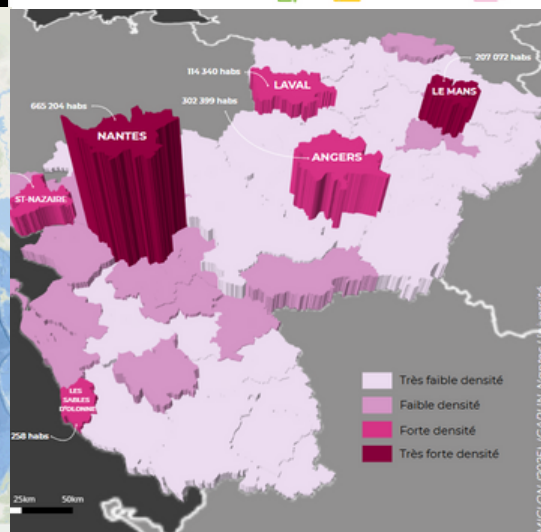 207 072 habs
114 340 habs
LAVAL
LE MANS
302 399 habs
665 204 habs
NANTES
ANGERS
ST-NAZAIRE
LES
SABLES
D'OLONNE
258 habs
Très faible densité
Faible densité
Forte densité
Très forte densité
25km
50km